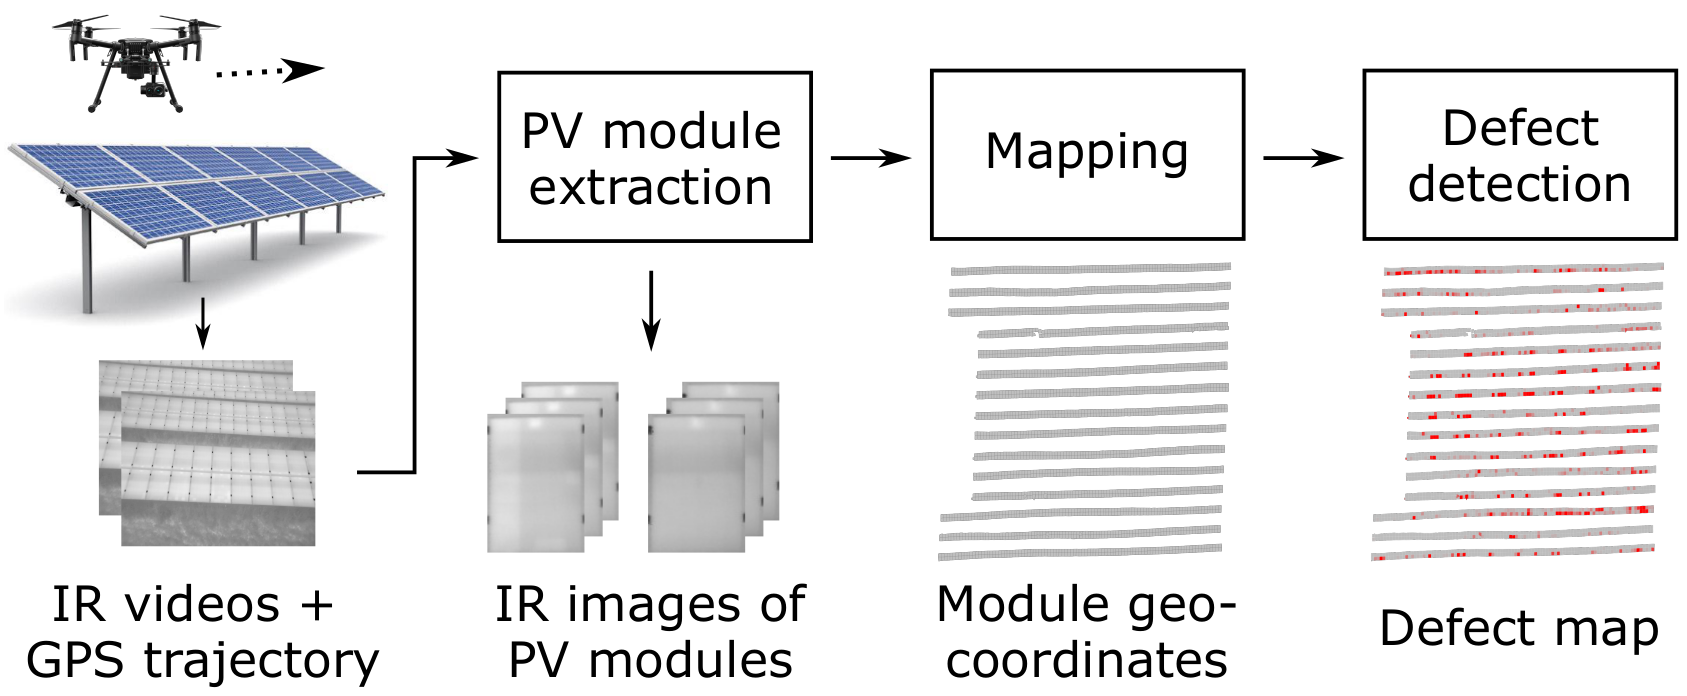 PV module
extraction
Mapping
Defect
detection
IR videos +
GPS trajectory
IR images of
PV modules
Module geo-
coordinates
Defect map